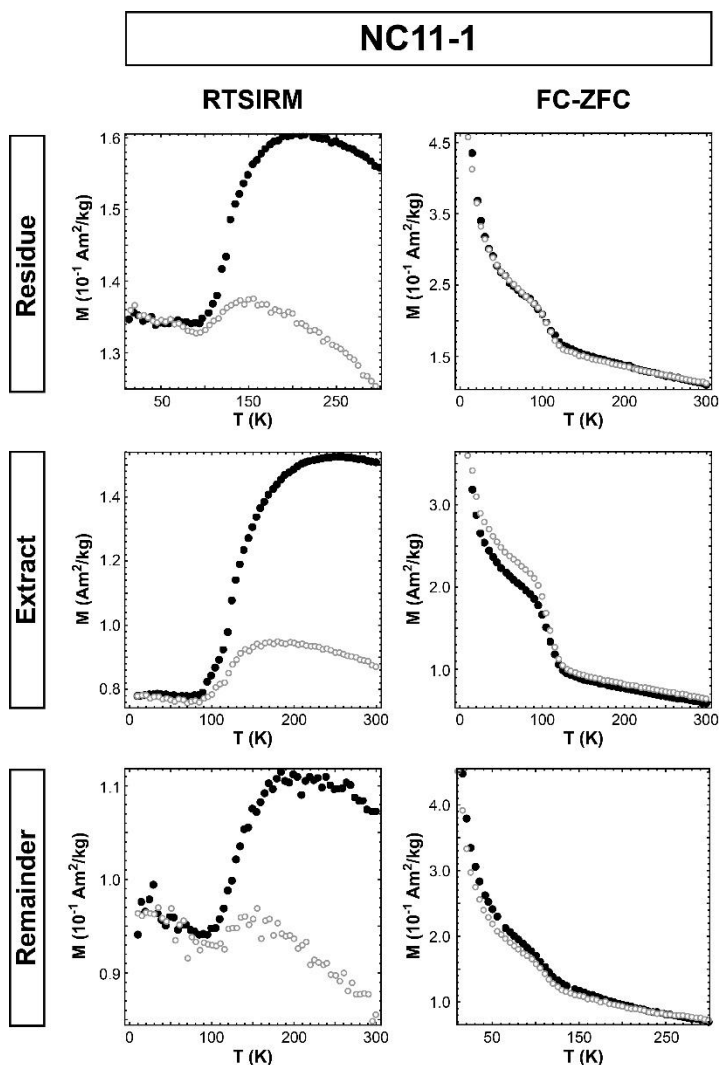 NC11-1
RTSIRM
FC-ZFC
Residue
M (10⁻¹ Am²/kg)
1.6
1.5
1.4
1.3
50
150
250
T (K)
M (10⁻¹ Am²/kg)
4.5
3.5
2.5
1.5
0
100
200
300
T (K)
Extract
M (Am²/kg)
1.4
1.2
1.0
0.8
0
100
200
300
T (K)
M (Am²/kg)
3.0
2.0
1.0
0
100
200
300
T (K)
Remainder
M (10⁻¹ Am²/kg)
1.1
1.0
0.9
0
100
200
300
T (K)
M (10⁻¹ Am²/kg)
4.0
3.0
2.0
1.0
50
150
250
T (K)